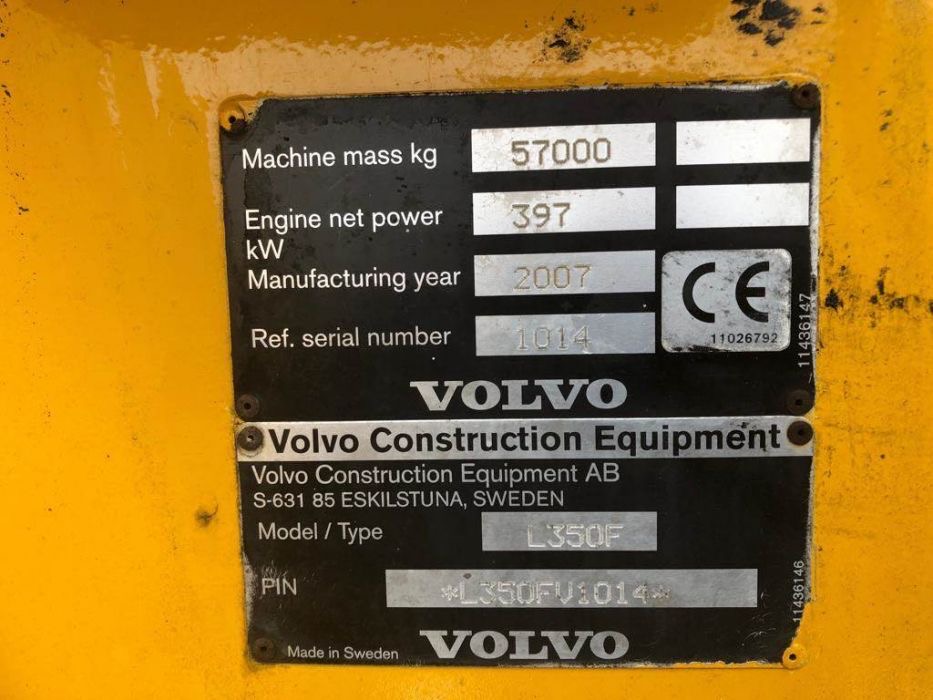 Machine mass kg 57000
Engine net power 397
kW
Manufacturing year 2007
Ref. serial number 1014
CE
11026792
11436147
VOLVO
Volvo Construction Equipment
Volvo Construction Equipment AB
S-631 85 ESKILSTUNA, SWEDEN
Model / Type L350F
PIN *L350FV1014*
11436146
Made in Sweden VOLVO